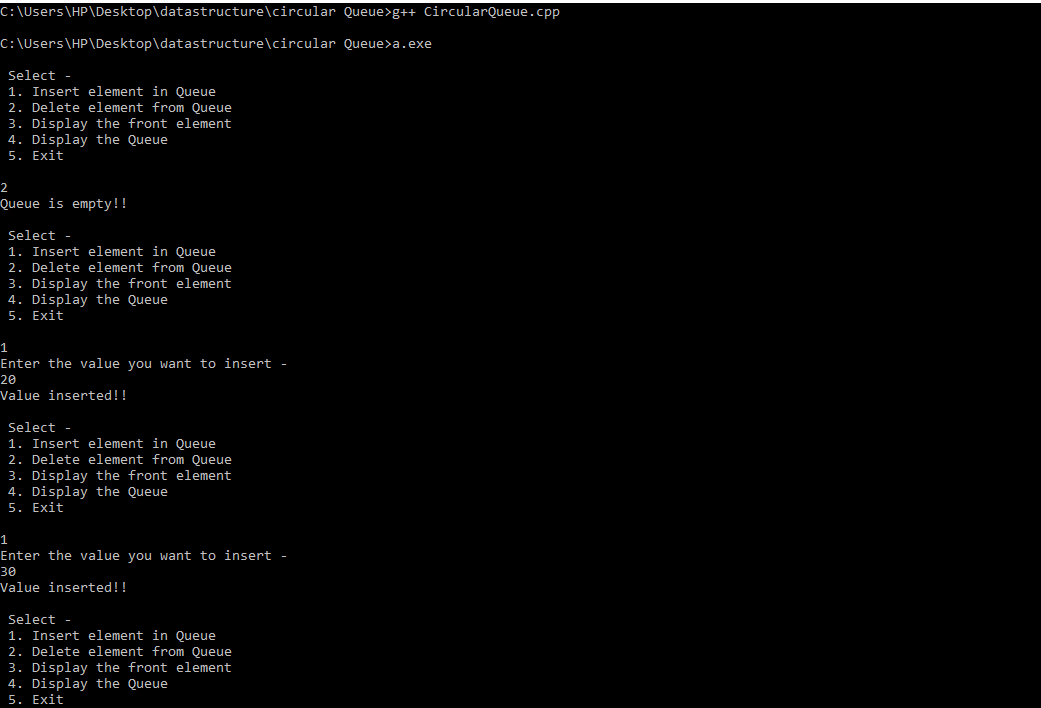 C:\Users\HP\Desktop\datastructure\circular Queue>g++ CircularQueue.cpp
C:\Users\HP\Desktop\datastructure\circular Queue>a.exe
Select -
1. Insert element in Queue
2. Delete element from Queue
3. Display the front element
4. Display the Queue
5. Exit
2
Queue is empty!!
Select -
1. Insert element in Queue
2. Delete element from Queue
3. Display the front element
4. Display the Queue
5. Exit
1
Enter the value you want to insert -
20
Value inserted!!
Select -
1. Insert element in Queue
2. Delete element from Queue
3. Display the front element
4. Display the Queue
5. Exit
1
Enter the value you want to insert -
30
Value inserted!!
Select -
1. Insert element in Queue
2. Delete element from Queue
3. Display the front element
4. Display the Queue
5. Exit